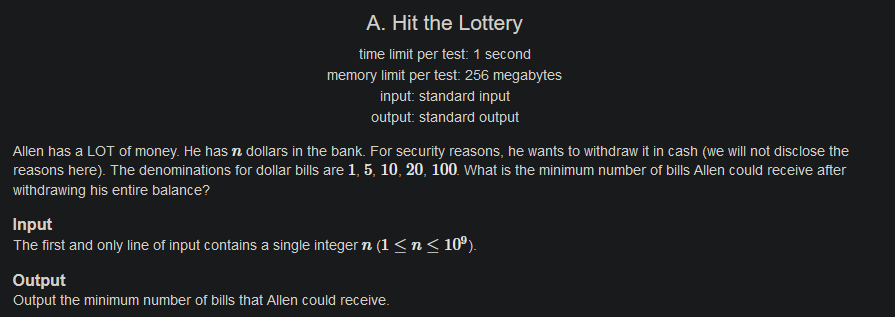 A. Hit the Lottery
time limit per test: 1 second
memory limit per test: 256 megabytes
input: standard input
output: standard output
Allen has a LOT of money. He has n dollars in the bank. For security reasons, he wants to withdraw it in cash (we will not disclose the
reasons here). The denominations for dollar bills are 1, 5, 10, 20, 100. What is the minimum number of bills Allen could receive after
withdrawing his entire balance?
Input
The first and only line of input contains a single integer n (1 ≤ n ≤ 10⁹).
Output
Output the minimum number of bills that Allen could receive.